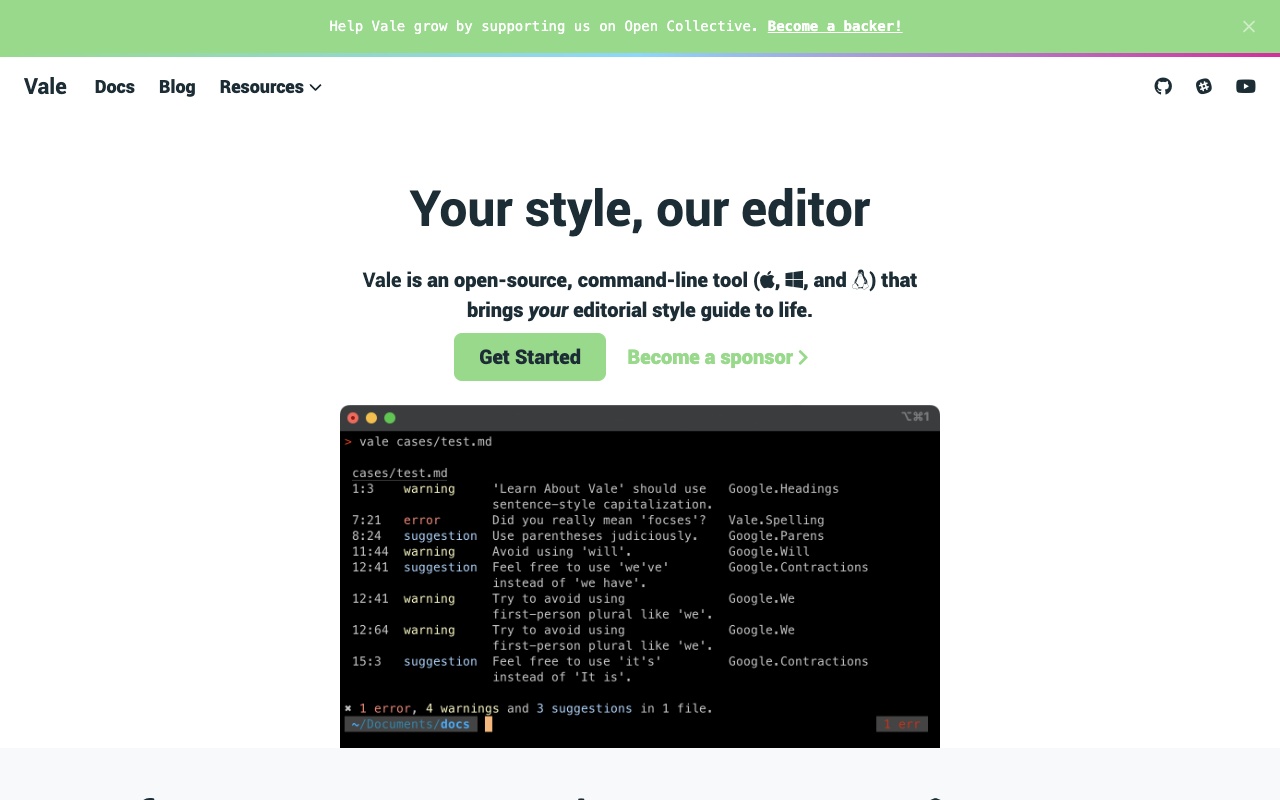 Help Vale grow by supporting us on Open Collective. Become a backer!
Vale Docs Blog Resources
Your style, our editor
Vale is an open-source, command-line tool (, , and ) that
brings your editorial style guide to life.
Get Started Become a sponsor
⌥⌘1
> vale cases/test.md
cases/test.md
1:3 warning 'Learn About Vale' should use Google.Headings
sentence-style capitalization.
7:21 error Did you really mean 'focses'? Vale.Spelling
8:24 suggestion Use parentheses judiciously. Google.Parens
11:44 warning Avoid using 'will'. Google.Will
12:41 suggestion Feel free to use 'we've' Google.Contractions
instead of 'we have'.
12:41 warning Try to avoid using Google.We
first-person plural like 'we'.
12:64 warning Try to avoid using Google.We
first-person plural like 'we'.
15:3 suggestion Feel free to use 'it's' Google.Contractions
instead of 'It is'.
✖ 1 error, 4 warnings and 3 suggestions in 1 file.
~/Documents/docs 1 err